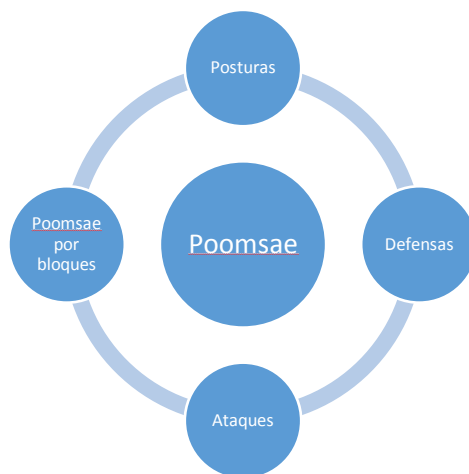 Posturas
Poomsae
por
bloques
Poomsae
Defensas
Ataques